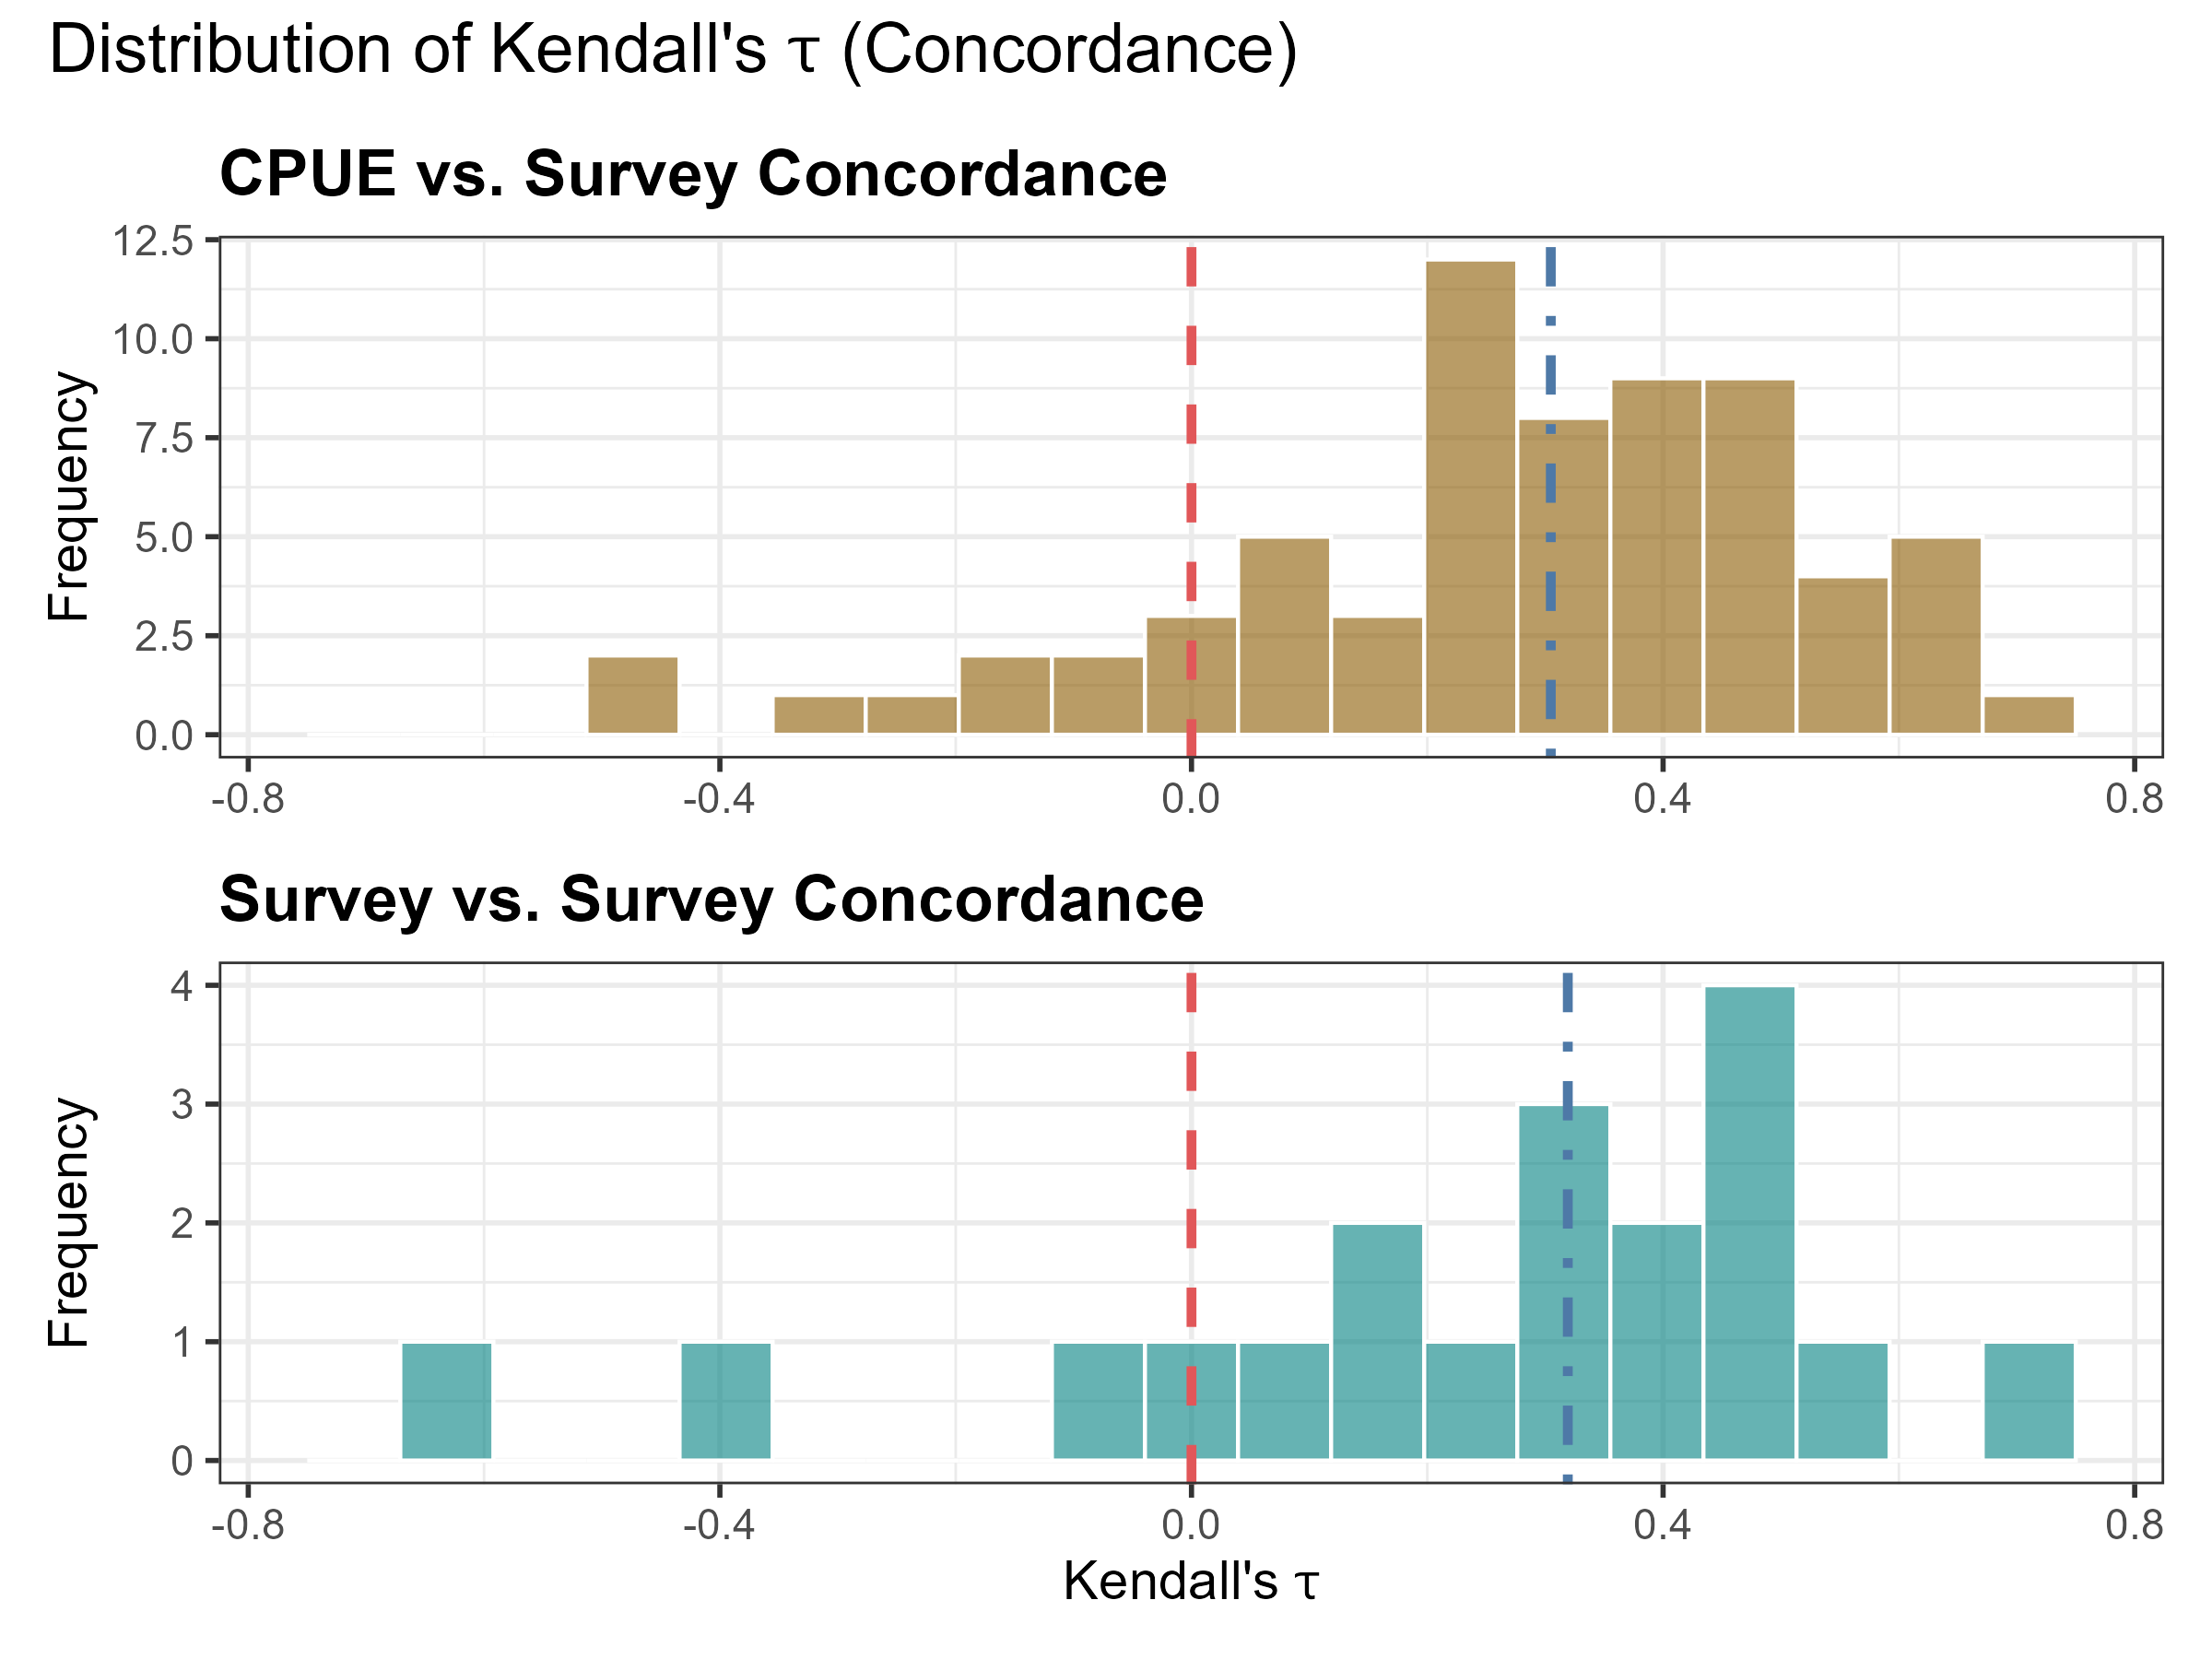 Distribution of Kendall's τ (Concordance)
CPUE vs. Survey Concordance
12.5
10.0
7.5
5.0
2.5
0.0
Frequency
-0.8 -0.4 0.0 0.4 0.8
Survey vs. Survey Concordance
4
3
2
1
0
Frequency
-0.8 -0.4 0.0 0.4 0.8
Kendall's τ